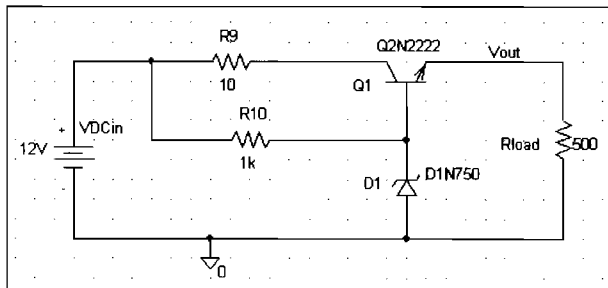 R9
Q2N2222
Vout
10
Q1
R10
+
VDCin
12V
1k
Rload
500
D1
D1N750
0